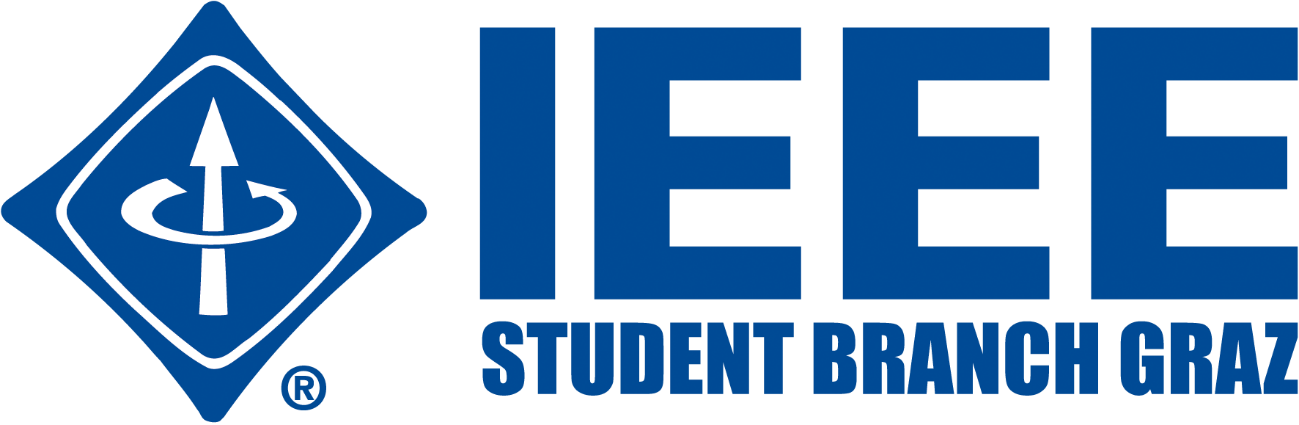 IEEE
STUDENT BRANCH GRAZ
®